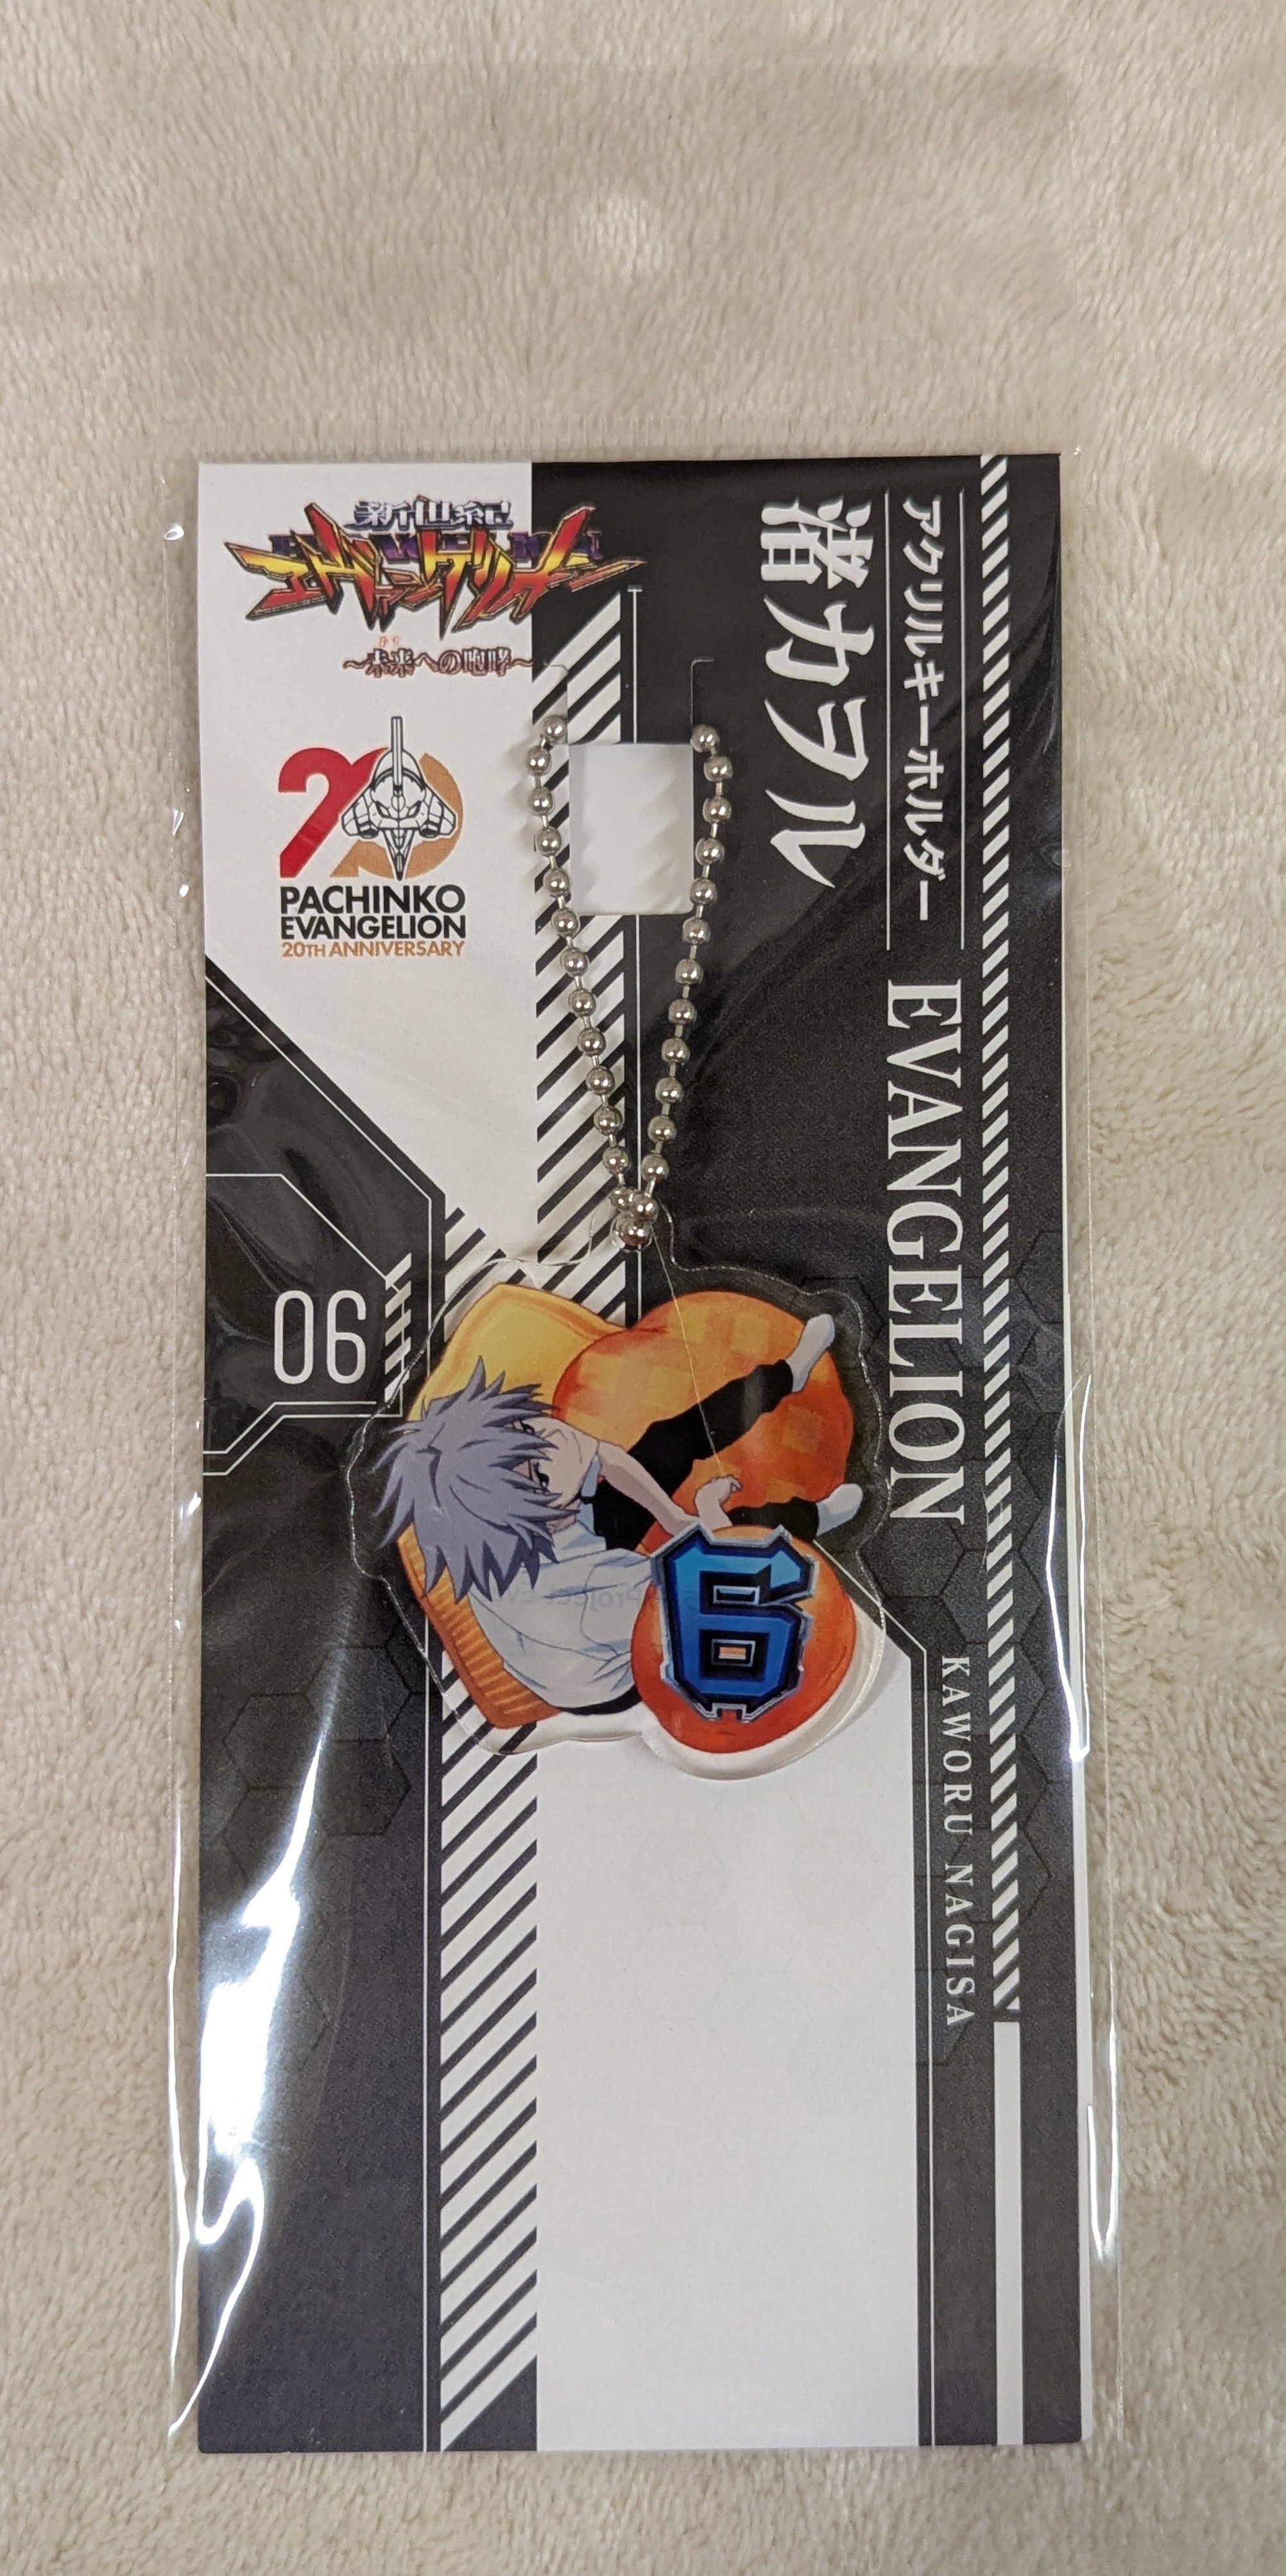 新世紀
エヴァンゲリオン
～未来への咆哮～
20
PACHINKO
EVANGELION
20TH ANNIVERSARY
渚カヲル
アクリルキーホルダー
EVANGELION
06
6
KAWORU NAGISA